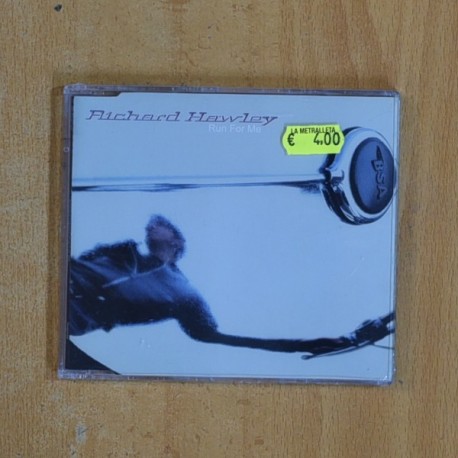 Richard Hawley
Run For Me
LA METRALLETA
€ 4,00
BSA